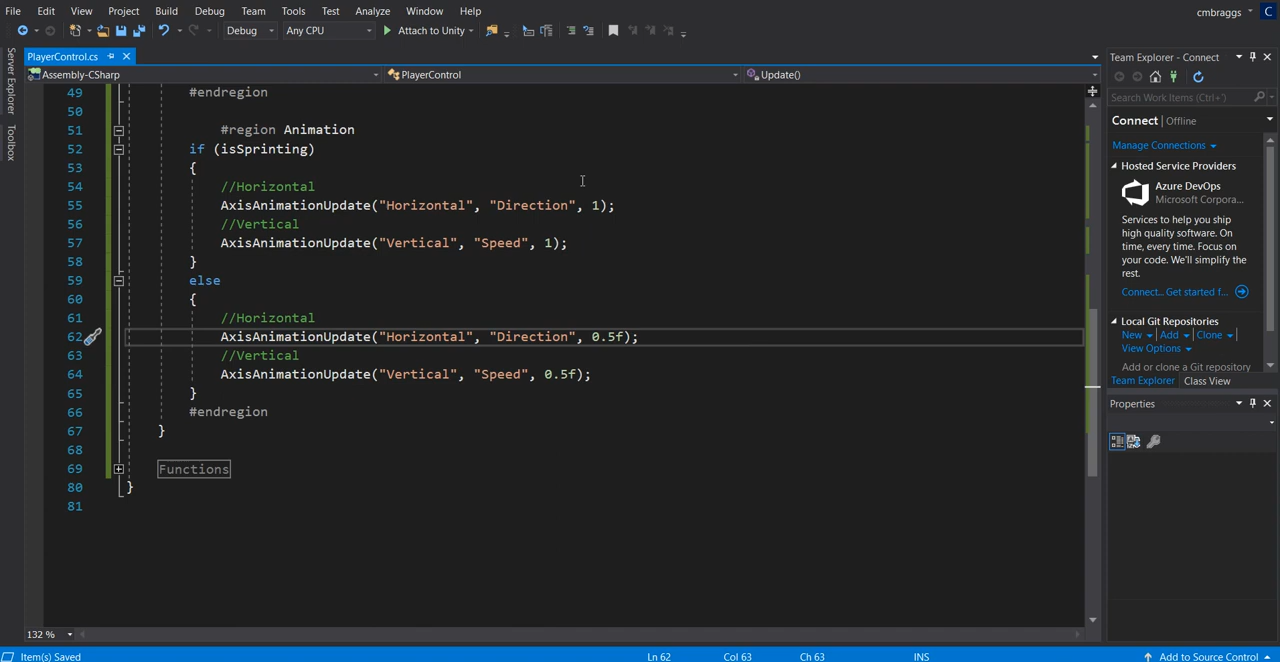 File Edit View Project Build Debug Team Tools Test Analyze Window Help
cmbraggs C
Debug Any CPU Attach to Unity
PlayerControl.cs
Assembly-CSharp PlayerControl Update()
Server Explorer
Toolbox
49 #endregion
50
51 #region Animation
52 if (isSprinting)
53 {
54 //Horizontal
55 AxisAnimationUpdate("Horizontal", "Direction", 1);
56 //Vertical
57 AxisAnimationUpdate("Vertical", "Speed", 1);
58 }
59 else
60 {
61 //Horizontal
62 AxisAnimationUpdate("Horizontal", "Direction", 0.5f);
63 //Vertical
64 AxisAnimationUpdate("Vertical", "Speed", 0.5f);
65 }
66 #endregion
67 }
68
69 Functions
80 }
81
132 %
Team Explorer - Connect
Search Work Items (Ctrl+')
Connect | Offline
Manage Connections
Hosted Service Providers
Azure DevOps
Microsoft Corpora...
Services to help you ship
high quality software. On
time, every time. Focus on
your code. We'll simplify the
rest.
Connect... Get started f...
Local Git Repositories
New Add Clone
View Options
Add or clone a Git repository
Team Explorer Class View
Properties
Item(s) Saved Ln 62 Col 63 Ch 63 INS Add to Source Control